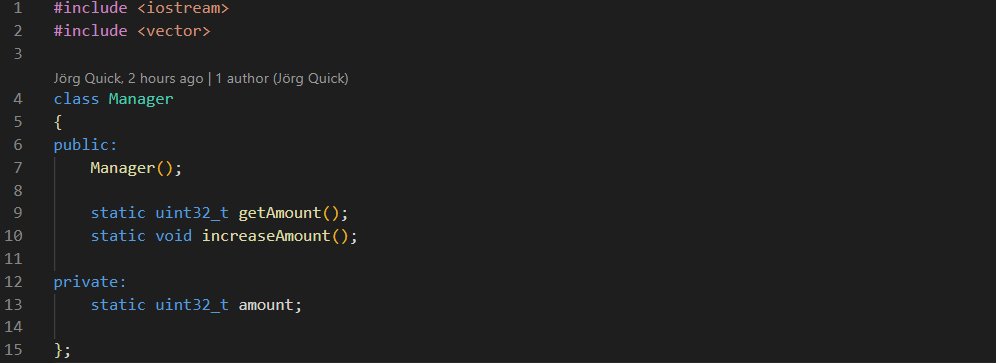 1 #include <iostream>
2 #include <vector>
3
Jörg Quick, 2 hours ago | 1 author (Jörg Quick)
4 class Manager
5 {
6 public:
7     Manager();
8
9     static uint32_t getAmount();
10     static void increaseAmount();
11
12 private:
13     static uint32_t amount;
14
15 };